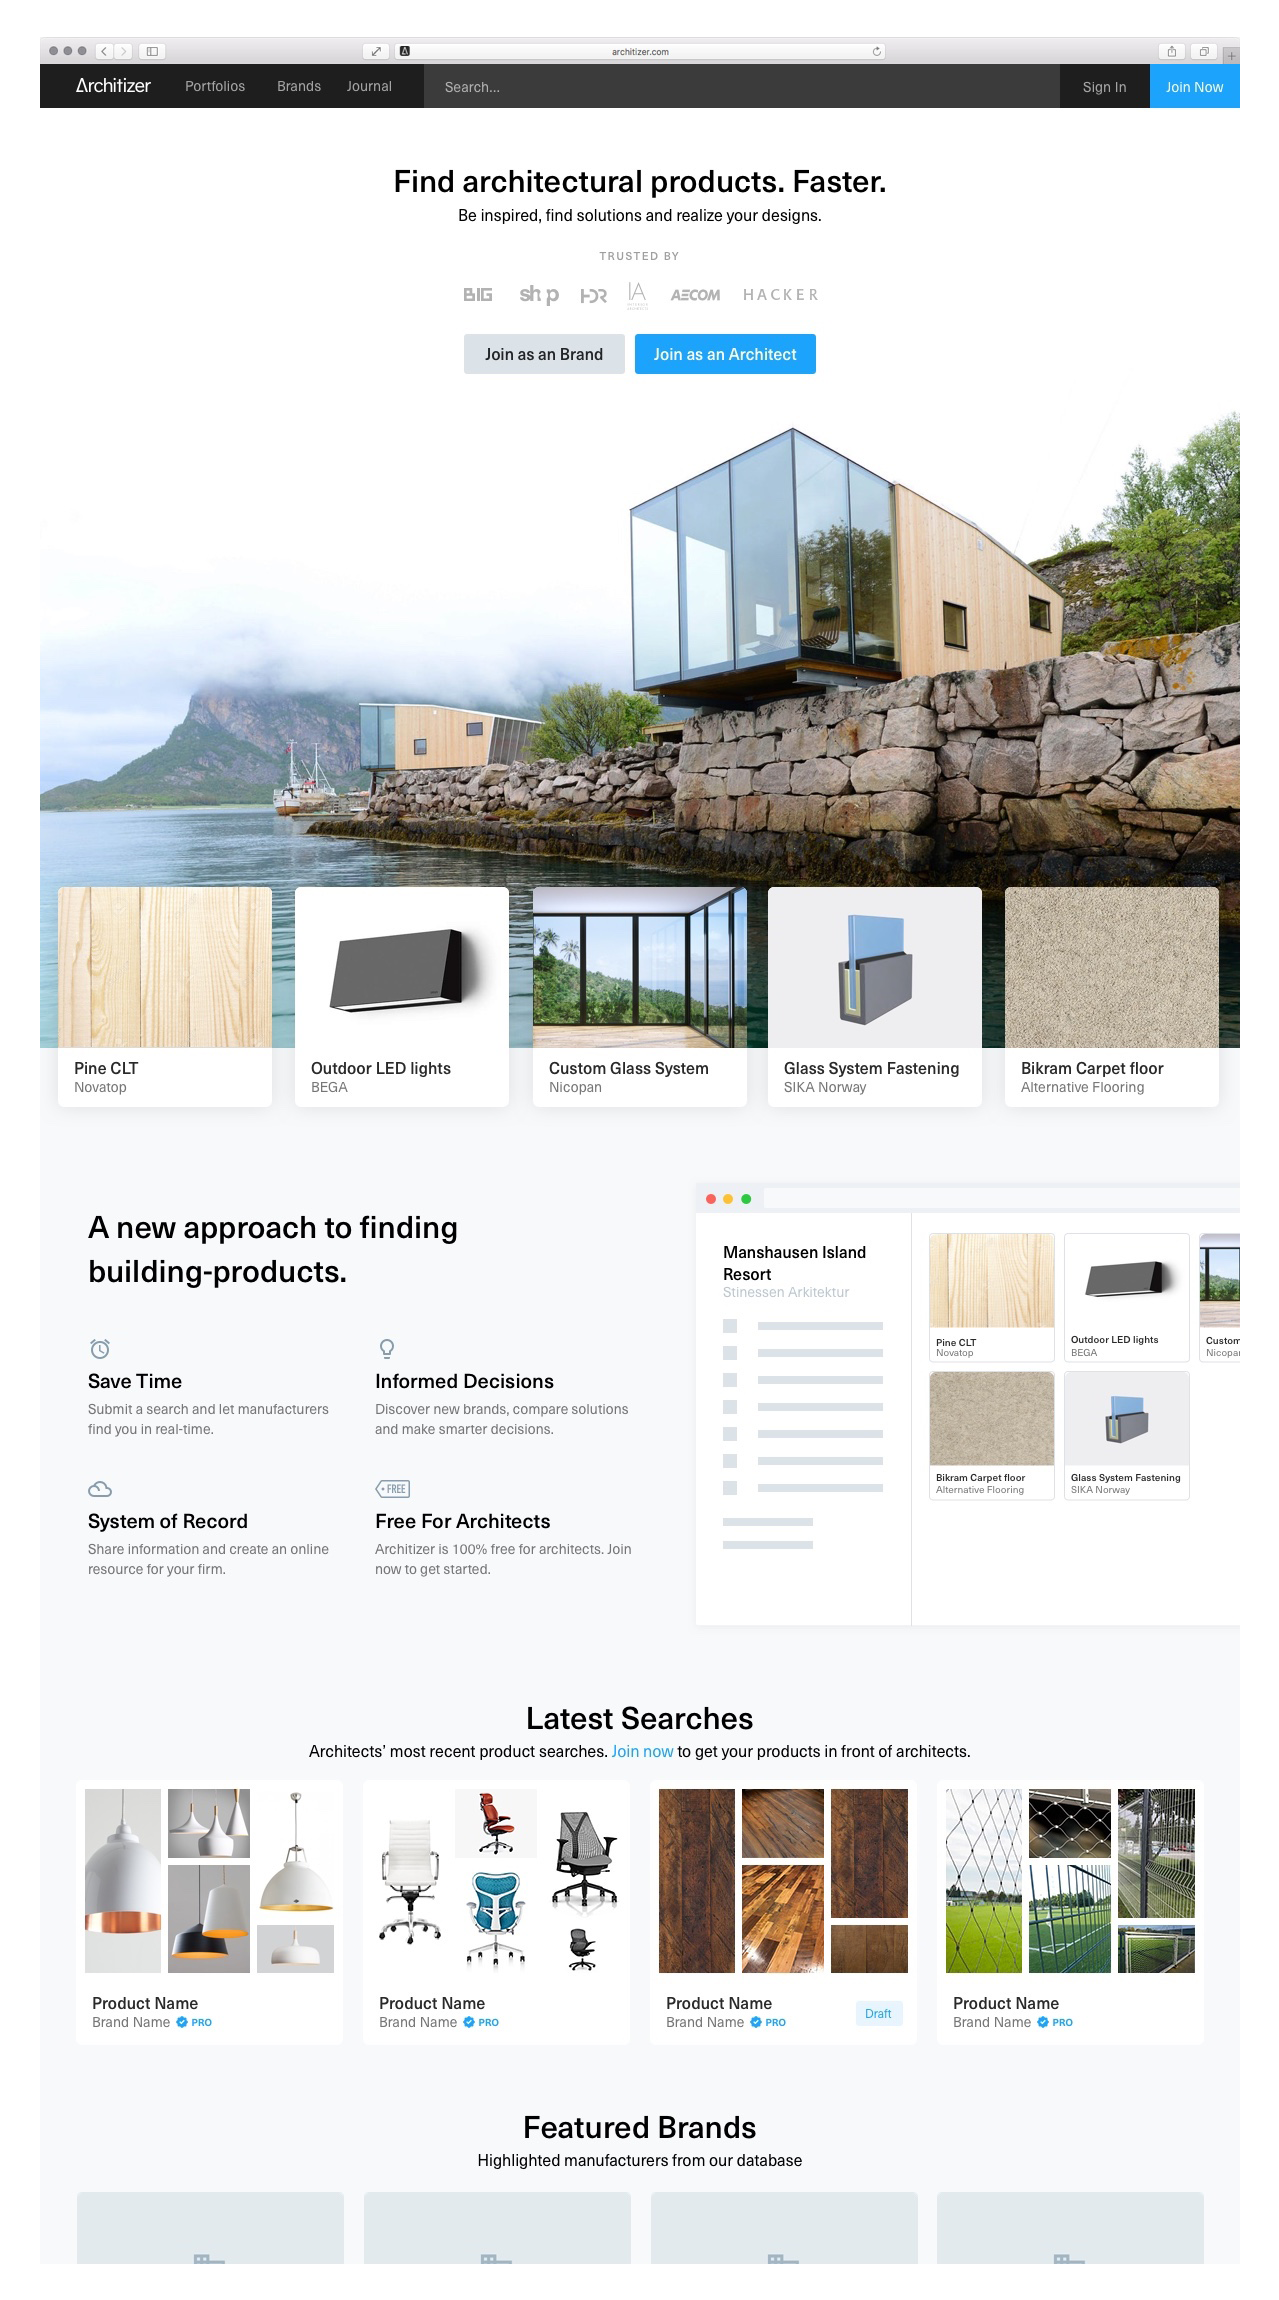 architizer.com
Architizer Portfolios Brands Journal Search... Sign In Join Now
Find architectural products. Faster.
Be inspired, find solutions and realize your designs.
TRUSTED BY
BIG shop HDR IA AECOM HACKER
Join as an Brand Join as an Architect
Pine CLT
Novatop
Outdoor LED lights
BEGA
Custom Glass System
Nicopan
Glass System Fastening
SIKA Norway
Bikram Carpet floor
Alternative Flooring
A new approach to finding
building-products.
Save Time
Submit a search and let manufacturers
find you in real-time.
Informed Decisions
Discover new brands, compare solutions
and make smarter decisions.
System of Record
Share information and create an online
resource for your firm.
FREE
Free For Architects
Architizer is 100% free for architects. Join
now to get started.
Manshausen Island
Resort
Stinessen Arkitektur
Pine CLT
Novatop
Outdoor LED lights
BEGA
Custom
Nicopan
Bikram Carpet floor
Alternative Flooring
Glass System Fastening
SIKA Norway
Latest Searches
Architects' most recent product searches. Join now to get your products in front of architects.
Product Name
Brand Name PRO
Product Name
Brand Name PRO
Product Name
Brand Name PRO
Draft
Product Name
Brand Name PRO
Featured Brands
Highlighted manufacturers from our database